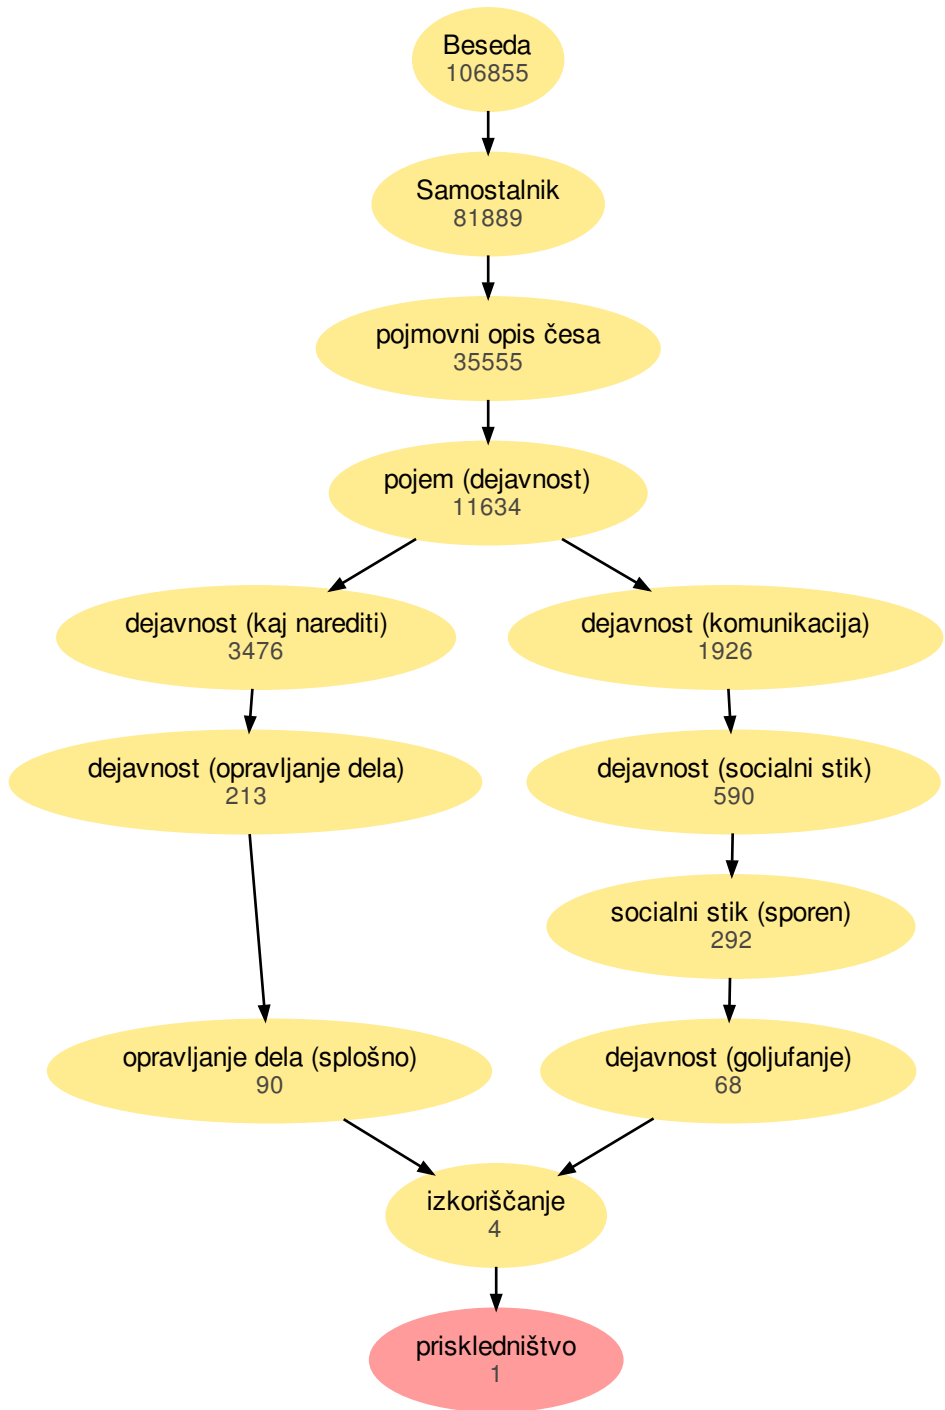 Beseda
106855
Samostalnik
81889
pojmovni opis česa
35555
pojem (dejavnost)
11634
dejavnost (kaj narediti)
3476
dejavnost (komunikacija)
1926
dejavnost (opravljanje dela)
213
dejavnost (socialni stik)
590
socialni stik (sporen)
292
opravljanje dela (splošno)
90
dejavnost (goljufanje)
68
izkoriščanje
4
priskledništvo
1